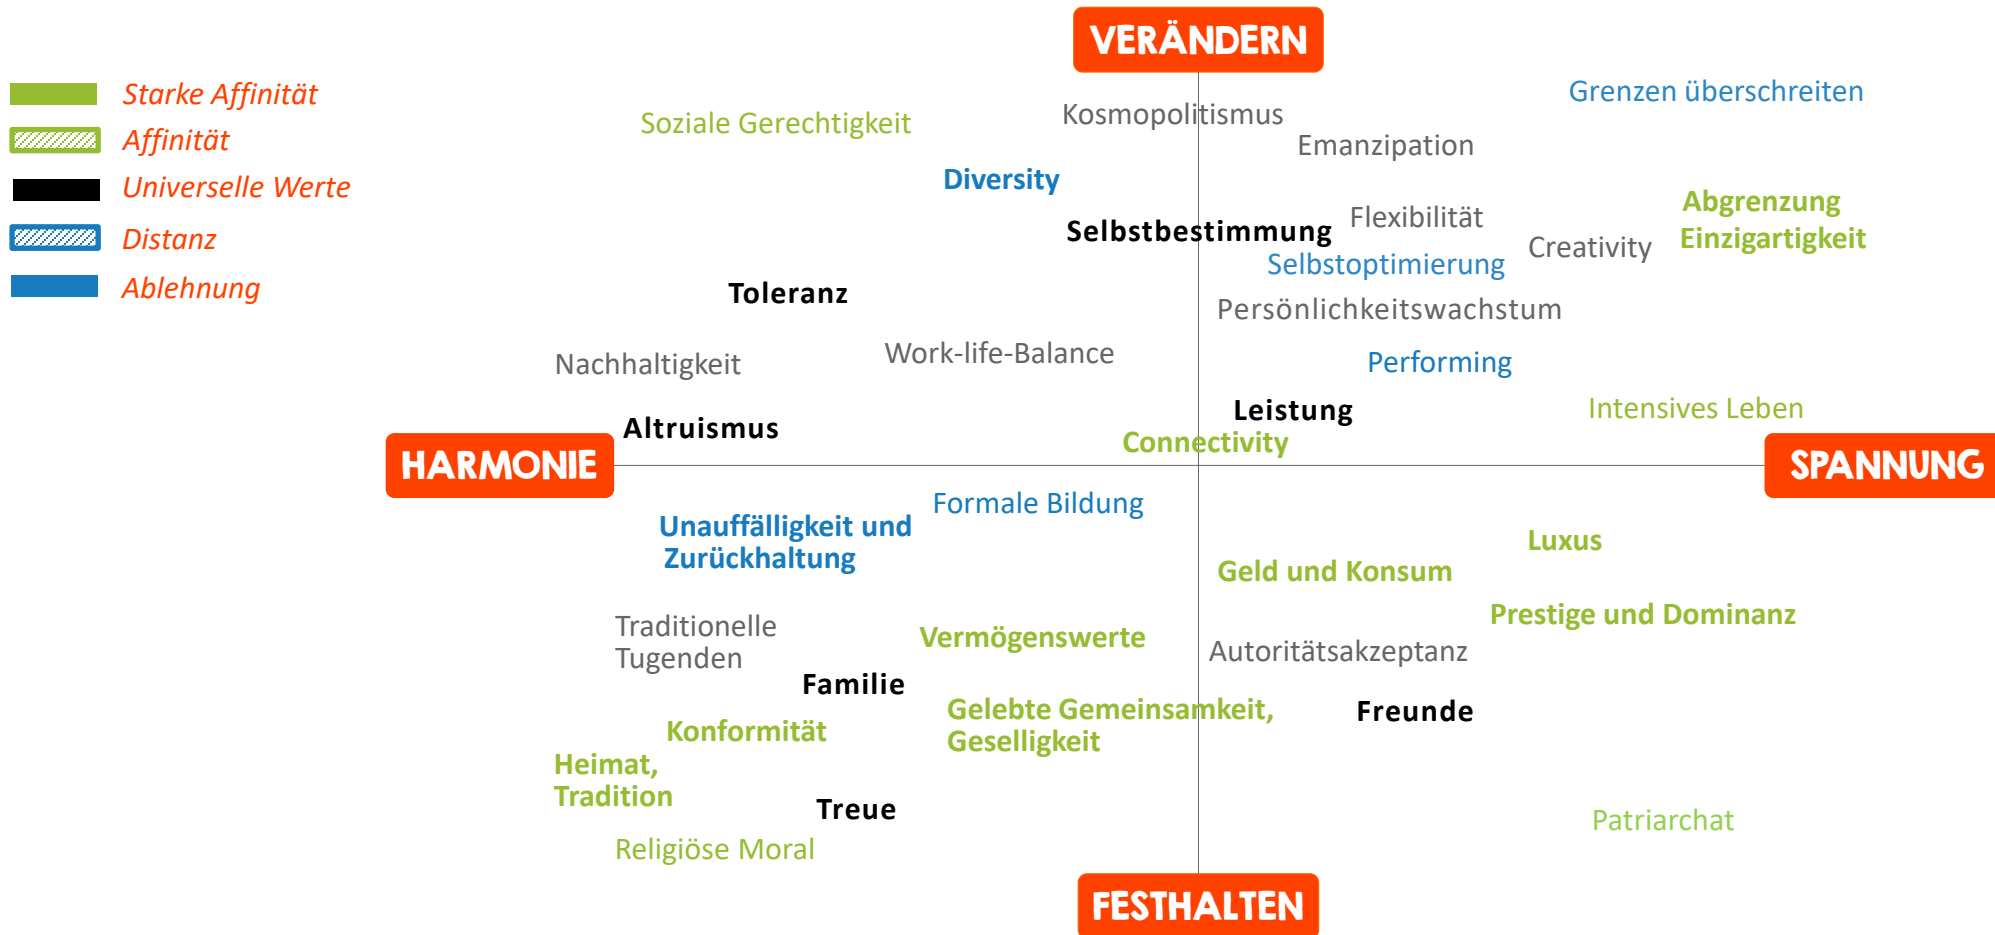 VERÄNDERN
Starke Affinität
Affinität
Universelle Werte
Distanz
Ablehnung
Grenzen überschreiten
Kosmopolitismus
Soziale Gerechtigkeit
Emanzipation
Diversity
Abgrenzung
Einzigartigkeit
Flexibilität
Selbstbestimmung
Creativity
Selbstoptimierung
Toleranz
Persönlichkeitswachstum
Work-life-Balance
Nachhaltigkeit
Performing
Leistung
Intensives Leben
Altruismus
Connectivity
HARMONIE
SPANNUNG
Formale Bildung
Unauffälligkeit und
Zurückhaltung
Luxus
Geld und Konsum
Prestige und Dominanz
Traditionelle
Tugenden
Vermögenswerte
Autoritätsakzeptanz
Familie
Gelebte Gemeinsamkeit,
Geselligkeit
Freunde
Konformität
Heimat,
Tradition
Treue
Patriarchat
Religiöse Moral
FESTHALTEN